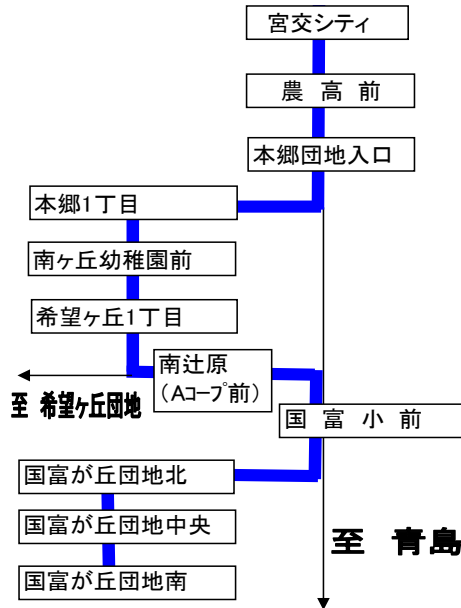 宮交シティ
農 高 前
本郷団地入口
本郷1丁目
南ヶ丘幼稚園前
希望ヶ丘1丁目
南辻原
(Aコープ前)
至 希望ヶ丘団地
国 富 小 前
国富が丘団地北
国富が丘団地中央
至 青島
国富が丘団地南